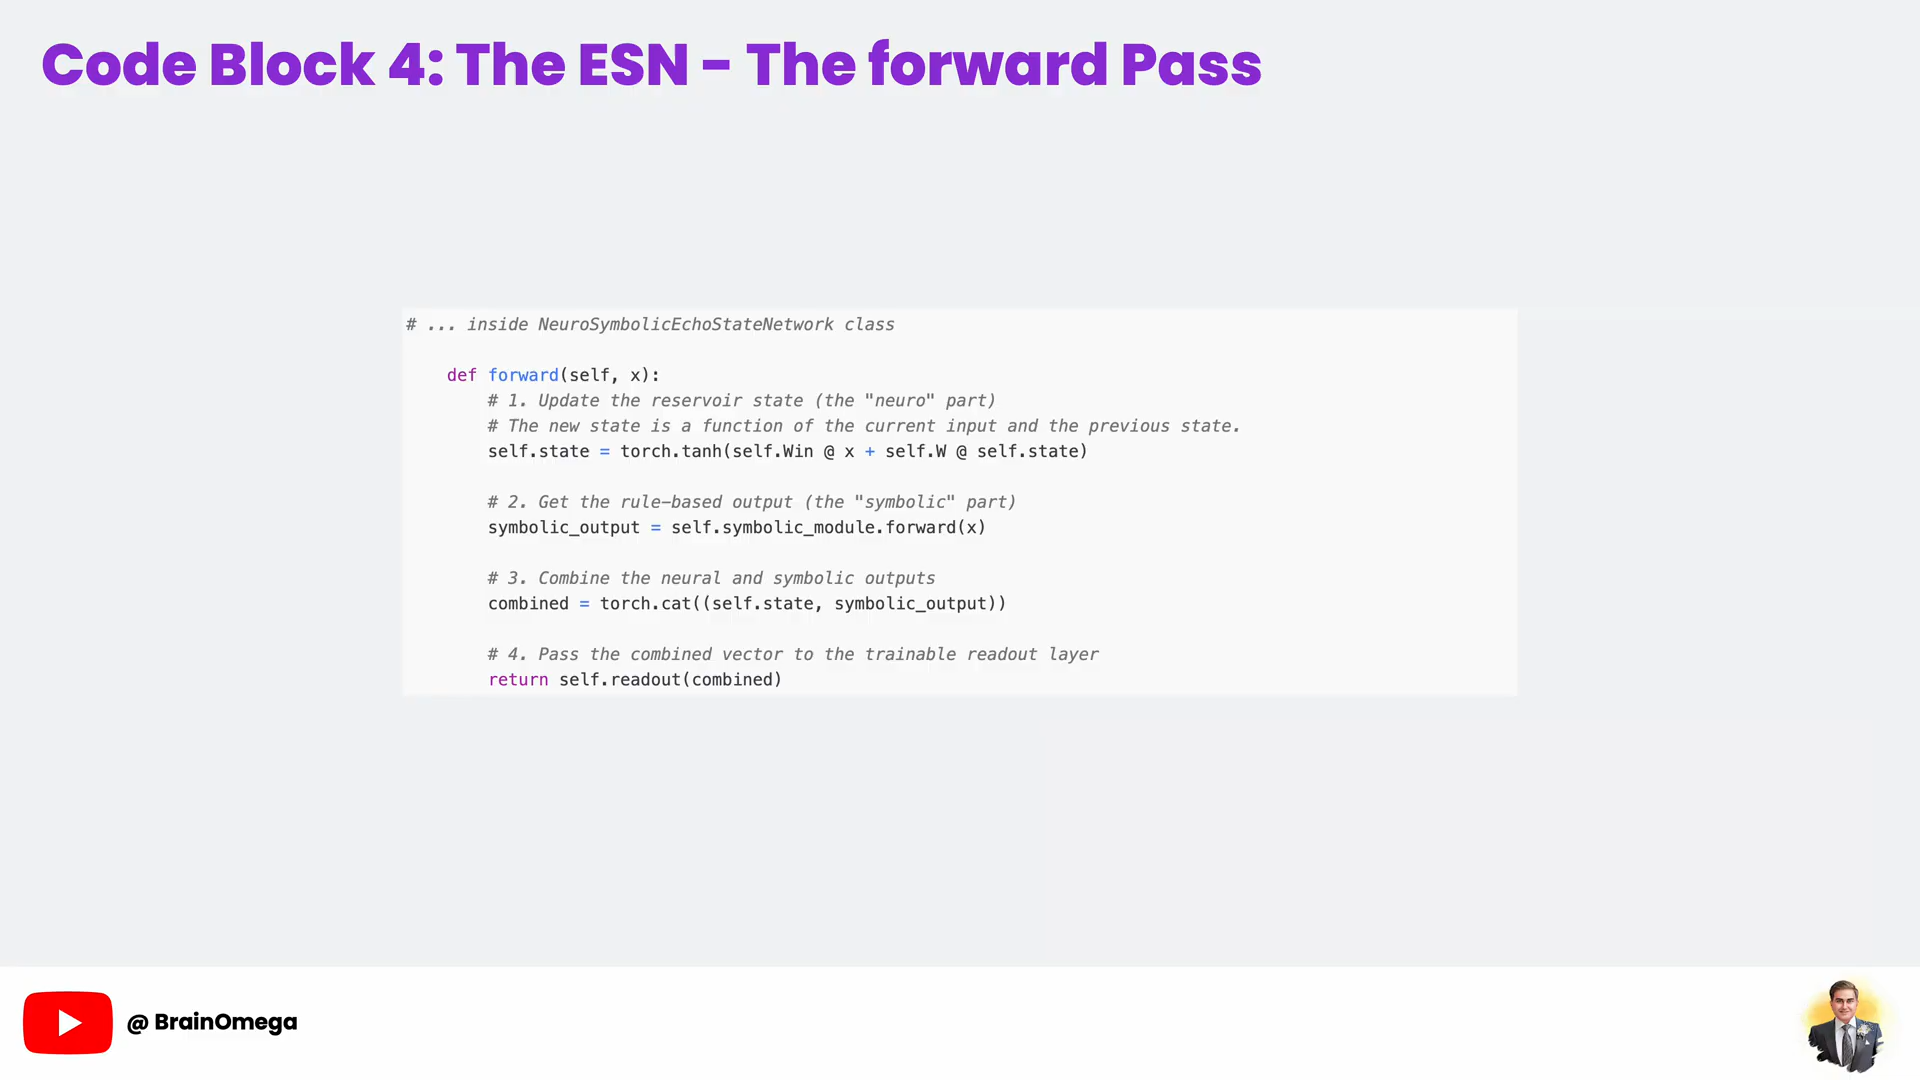 Code Block 4: The ESN - The forward Pass
# ... inside NeuroSymbolicEchoStateNetwork class
def forward(self, x):
# 1. Update the reservoir state (the "neuro" part)
# The new state is a function of the current input and the previous state.
self.state = torch.tanh(self.Win @ x + self.W @ self.state)
# 2. Get the rule-based output (the "symbolic" part)
symbolic_output = self.symbolic_module.forward(x)
# 3. Combine the neural and symbolic outputs
combined = torch.cat((self.state, symbolic_output))
# 4. Pass the combined vector to the trainable readout layer
return self.readout(combined)
@ BrainOmega